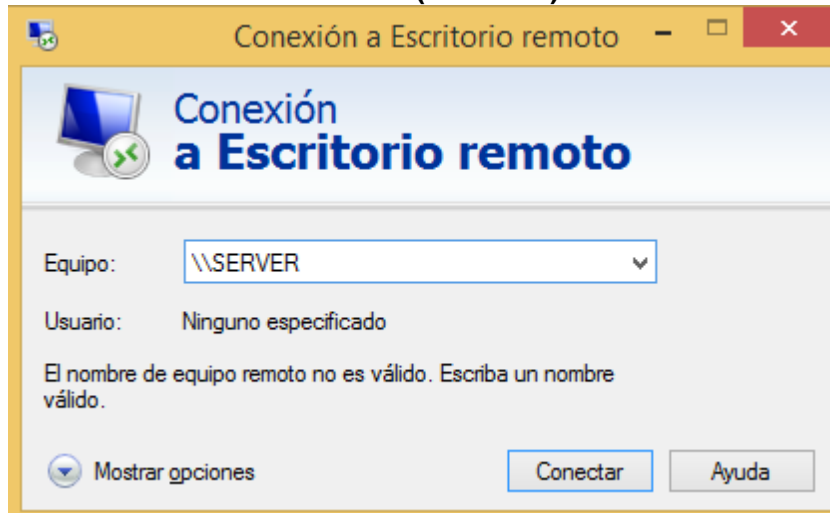 Conexión a Escritorio remoto
Conexión
a Escritorio remoto
Equipo: \\SERVER
Usuario: Ninguno especificado
El nombre de equipo remoto no es válido. Escriba un nombre
válido.
Mostrar opciones Conectar Ayuda